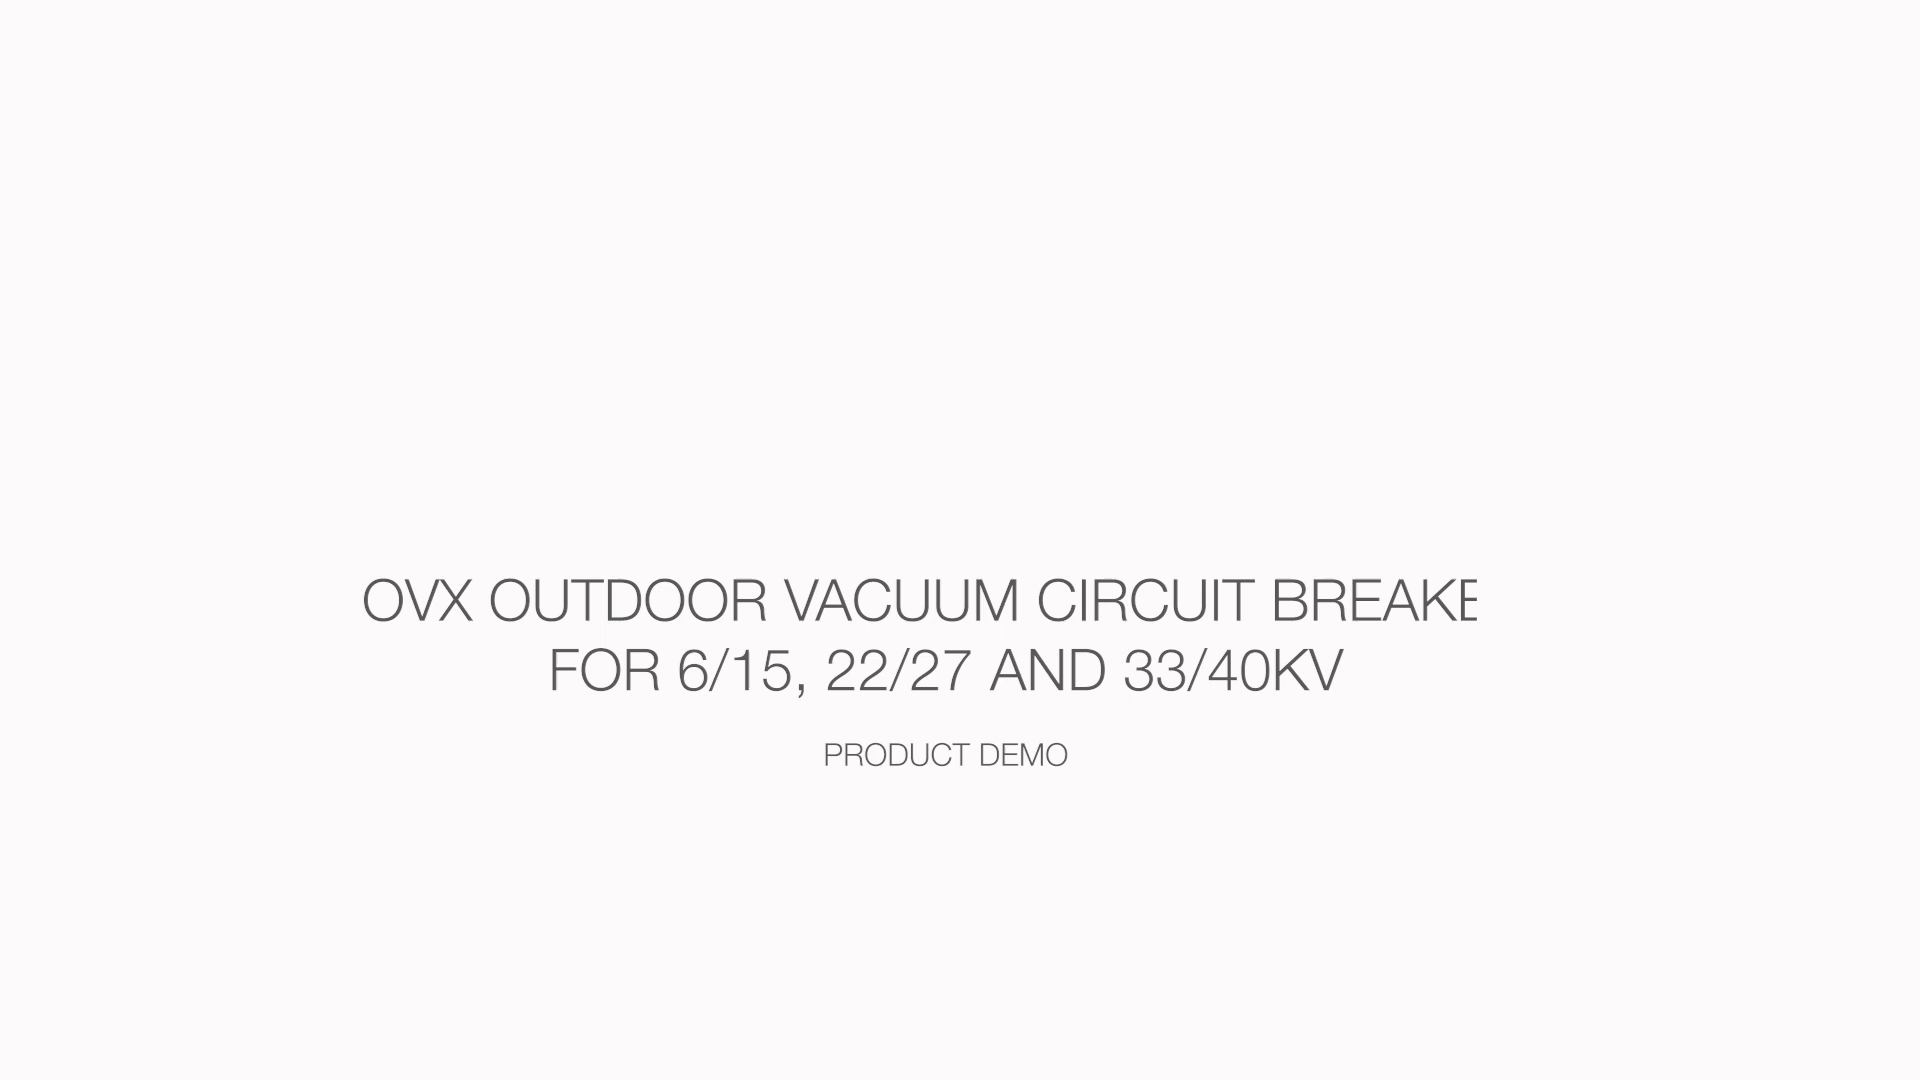 OVX OUTDOOR VACUUM CIRCUIT BREAKE
FOR 6/15, 22/27 AND 33/40KV
PRODUCT DEMO